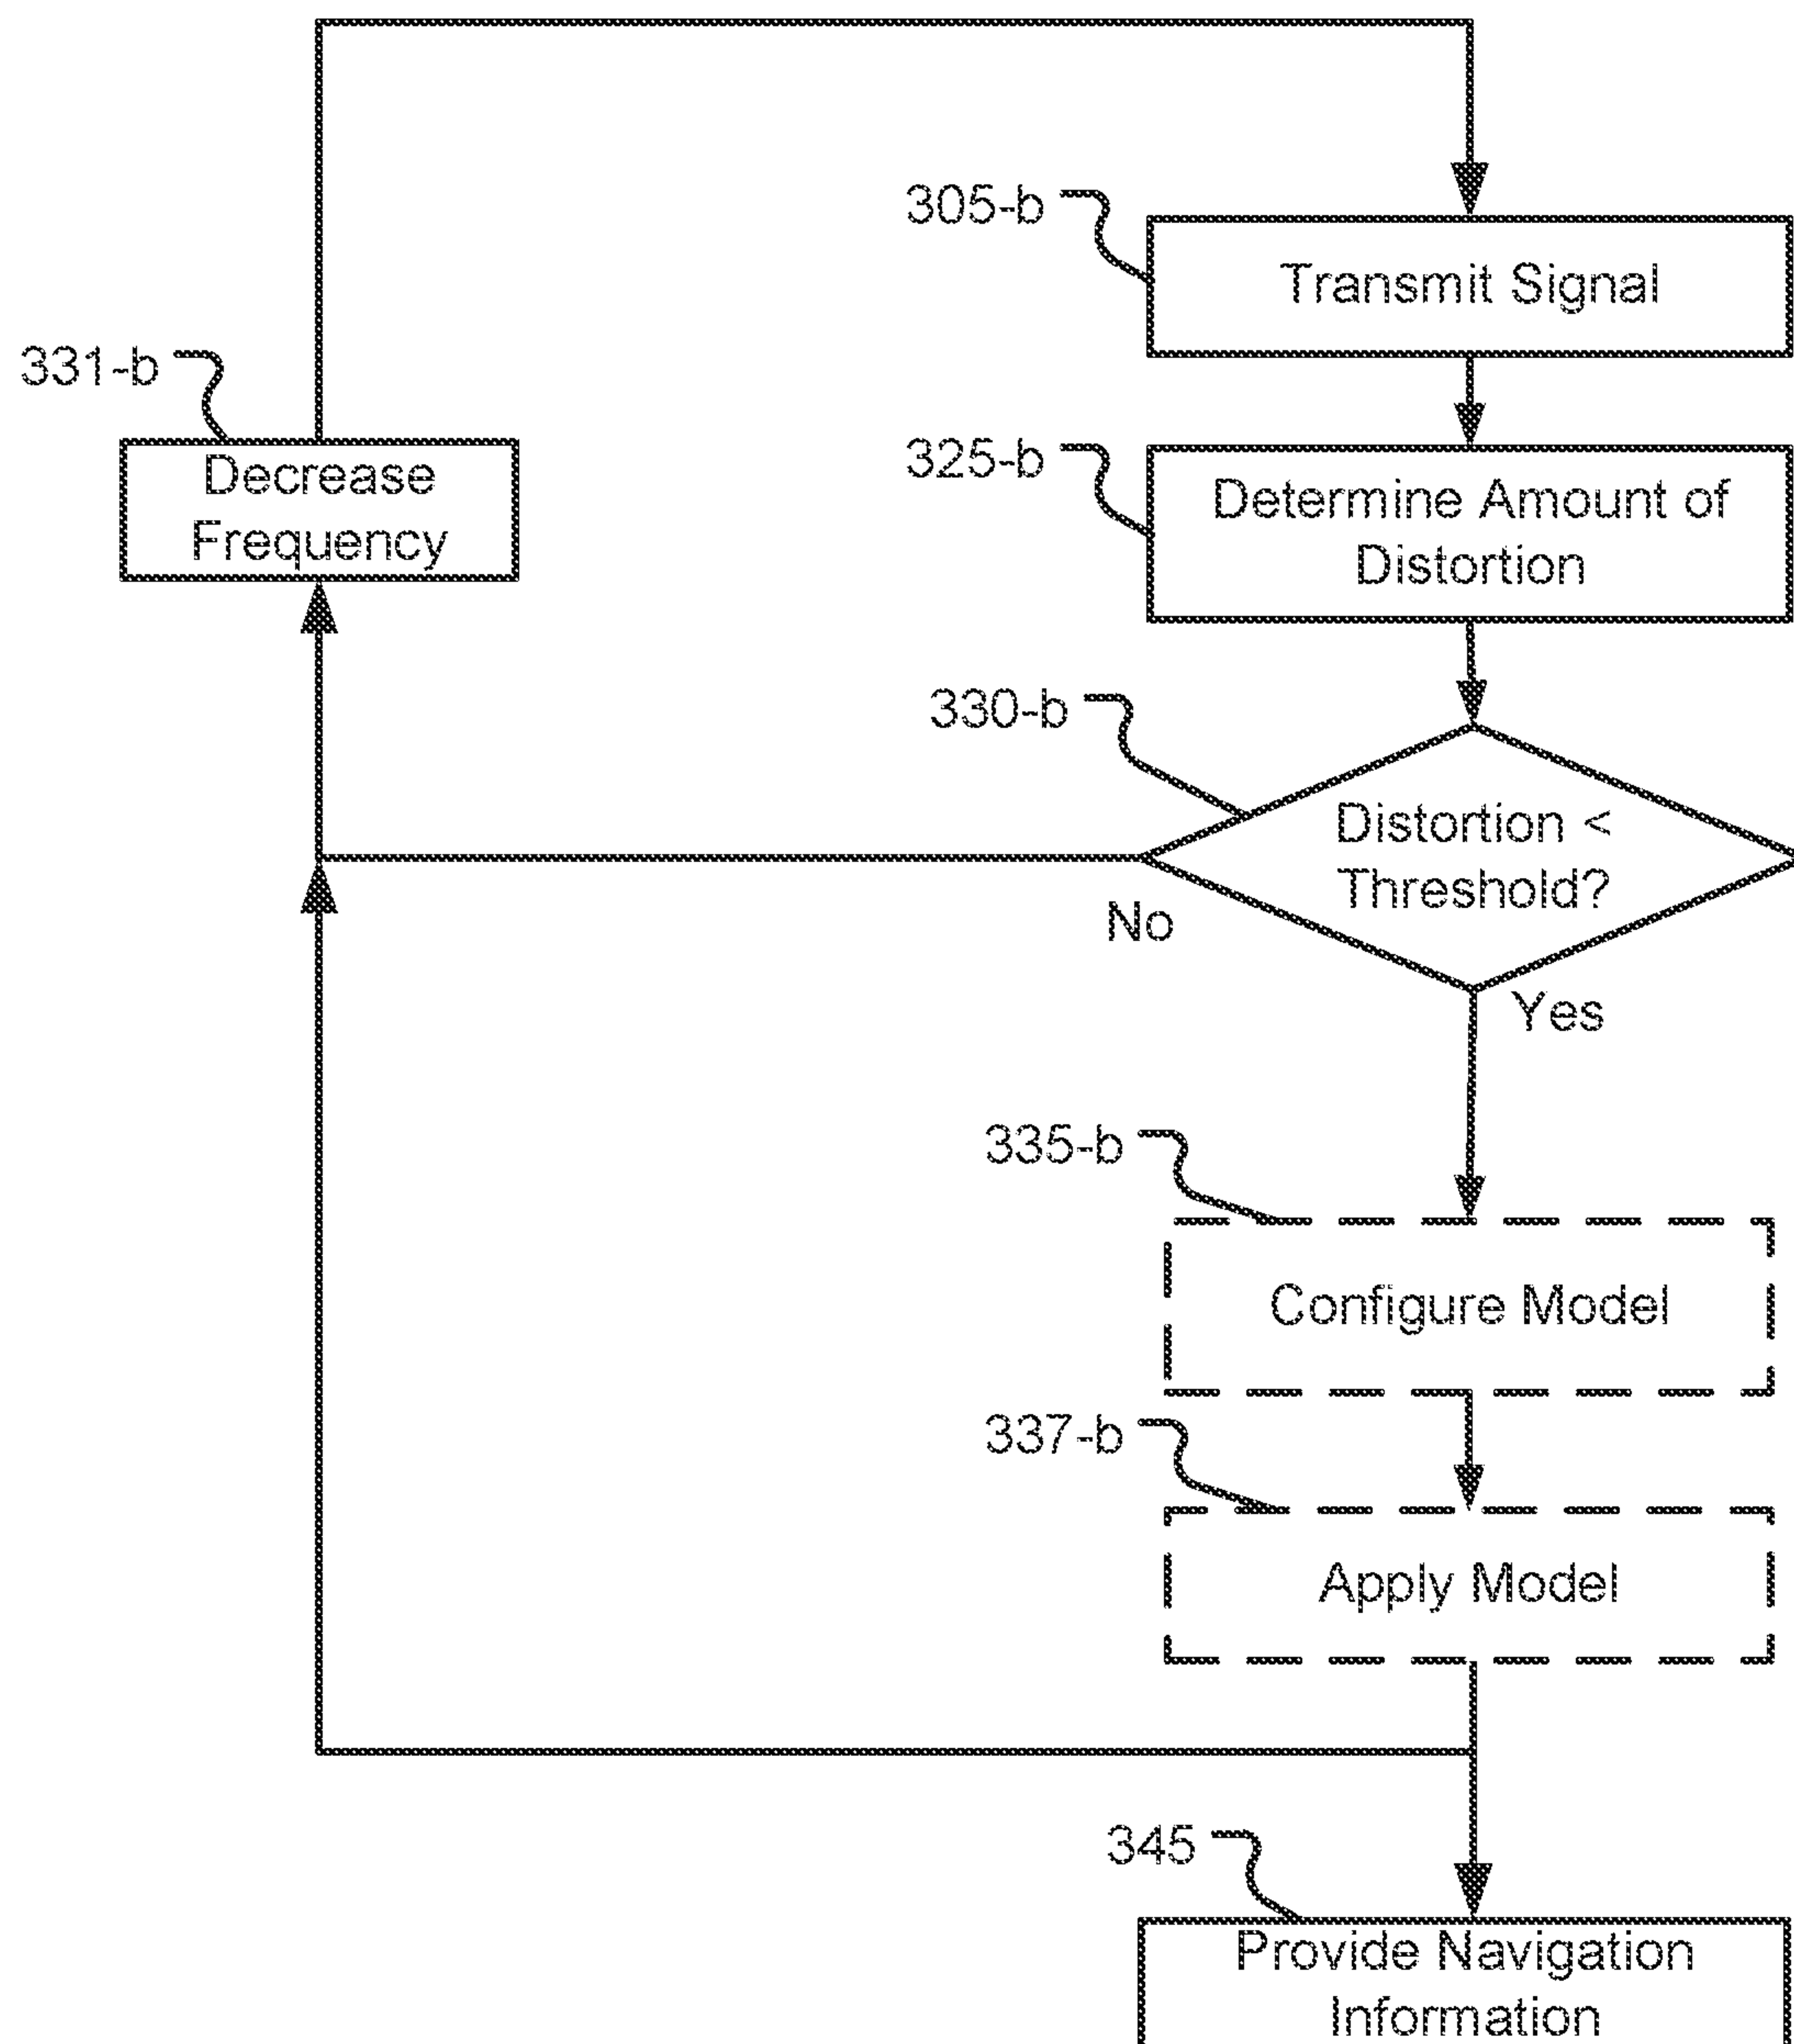 305-b
Transmit Signal
331-b
Decrease
Frequency
325-b
Determine Amount of
Distortion
330-b
Distortion <
Threshold?
No
Yes
335-b
Configure Model
337-b
Apply Model
345
Provide Navigation
Information